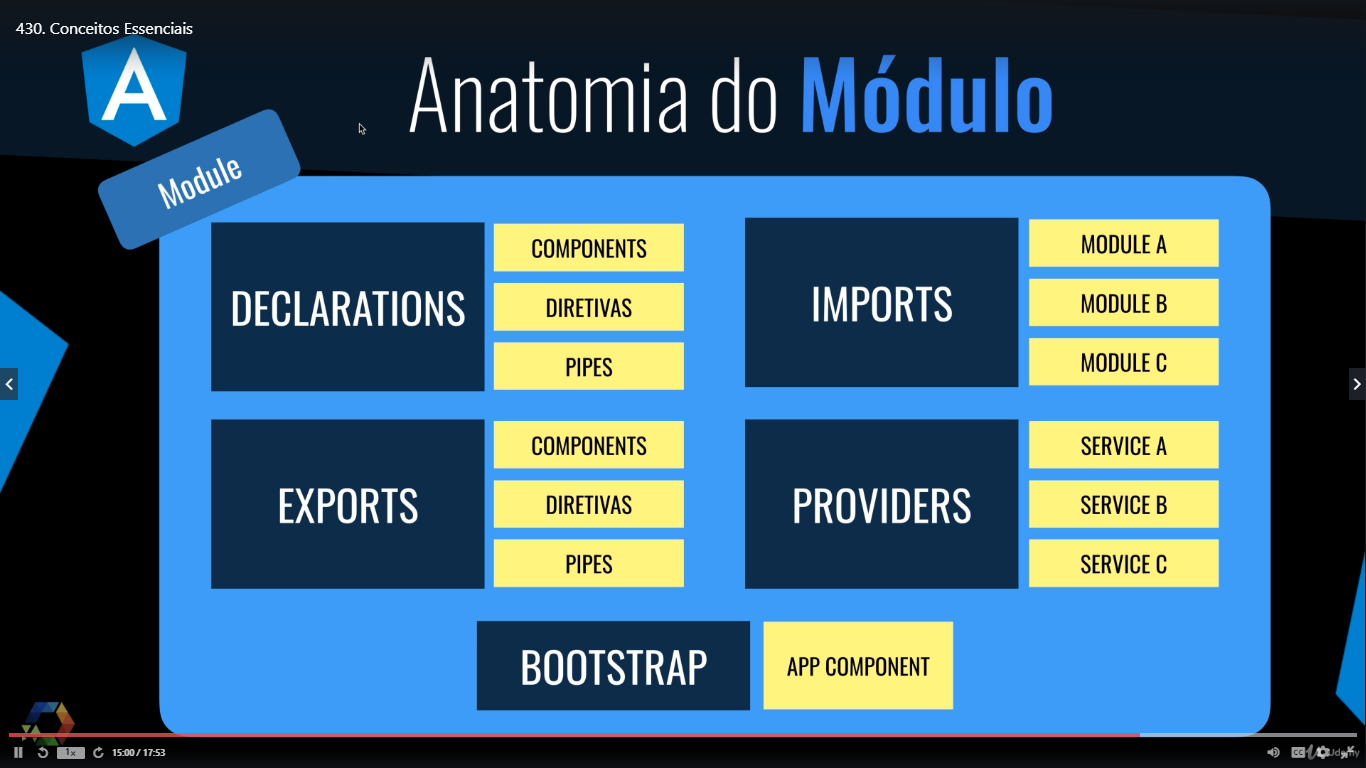 430. Conceitos Essenciais
A
Anatomia do Módulo
Module
DECLARATIONS
COMPONENTS
DIRETIVAS
PIPES
IMPORTS
MODULE A
MODULE B
MODULE C
EXPORTS
COMPONENTS
DIRETIVAS
PIPES
PROVIDERS
SERVICE A
SERVICE B
SERVICE C
BOOTSTRAP
APP COMPONENT
1x
15:00 / 17:53
CC
Udemy